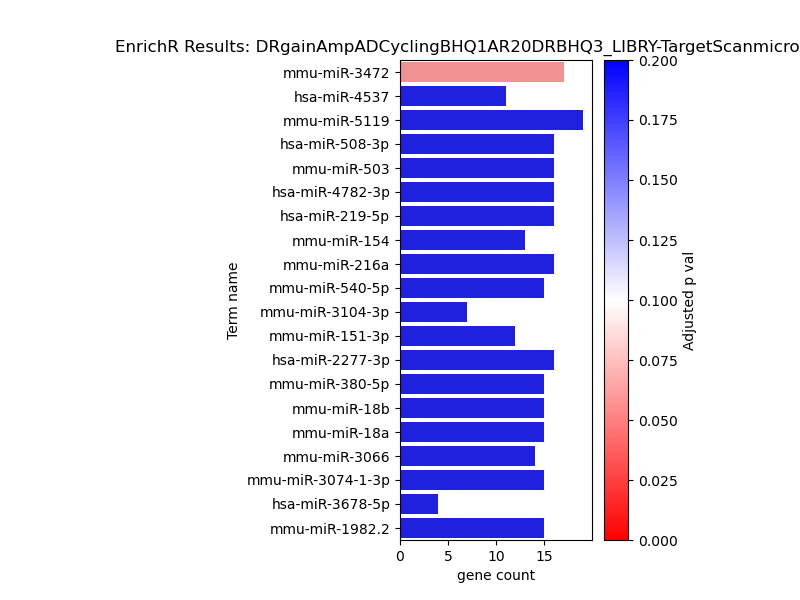 EnrichR Results: DRgainAmpADCyclingBHQ1AR20DRBHQ3_LIBRY-TargetScanmicro
mmu-miR-3472
hsa-miR-4537
mmu-miR-5119
hsa-miR-508-3p
mmu-miR-503
hsa-miR-4782-3p
hsa-miR-219-5p
mmu-miR-154
mmu-miR-216a
mmu-miR-540-5p
mmu-miR-3104-3p
mmu-miR-151-3p
hsa-miR-2277-3p
mmu-miR-380-5p
mmu-miR-18b
mmu-miR-18a
mmu-miR-3066
mmu-miR-3074-1-3p
hsa-miR-3678-5p
mmu-miR-1982.2
Term name
0 5 10 15
gene count
0.200
0.175
0.150
0.125
0.100
0.075
0.050
0.025
0.000
Adjusted p val